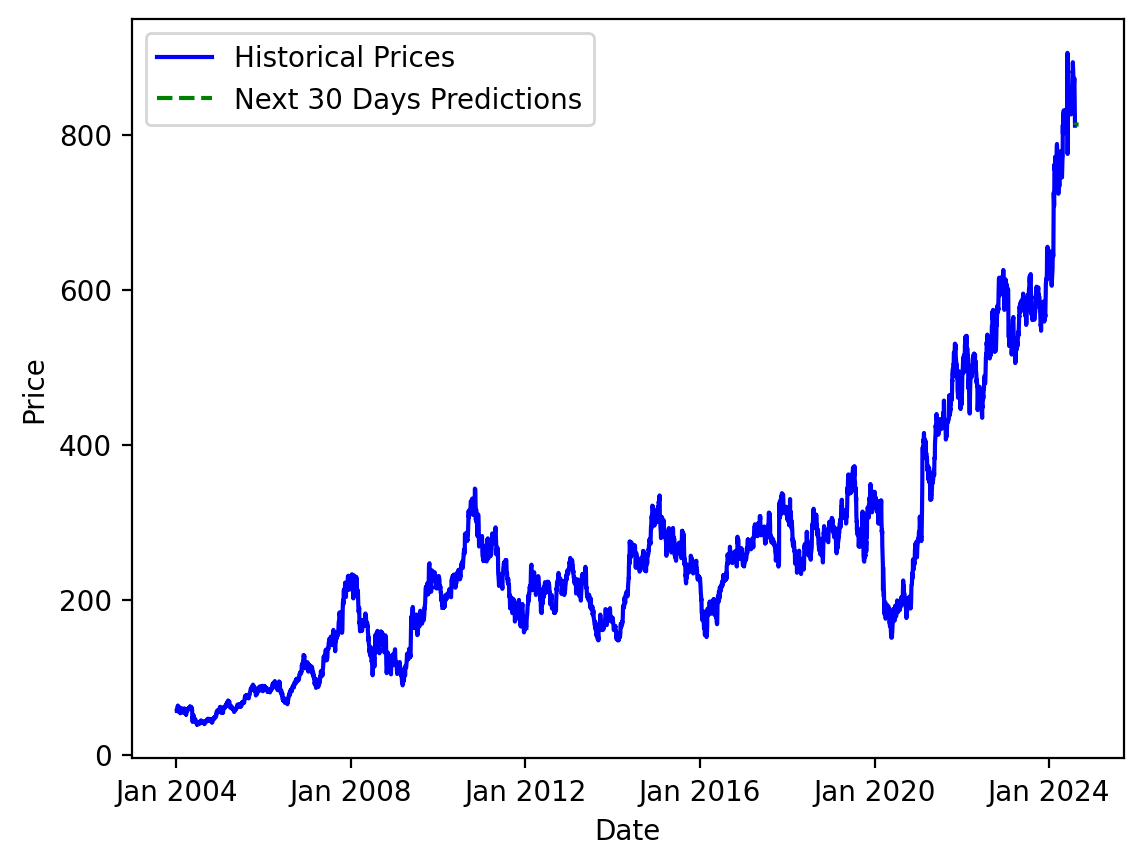 Historical Prices
Next 30 Days Predictions
800
600
400
200
0
Price
Jan 2004 Jan 2008 Jan 2012 Jan 2016 Jan 2020 Jan 2024
Date